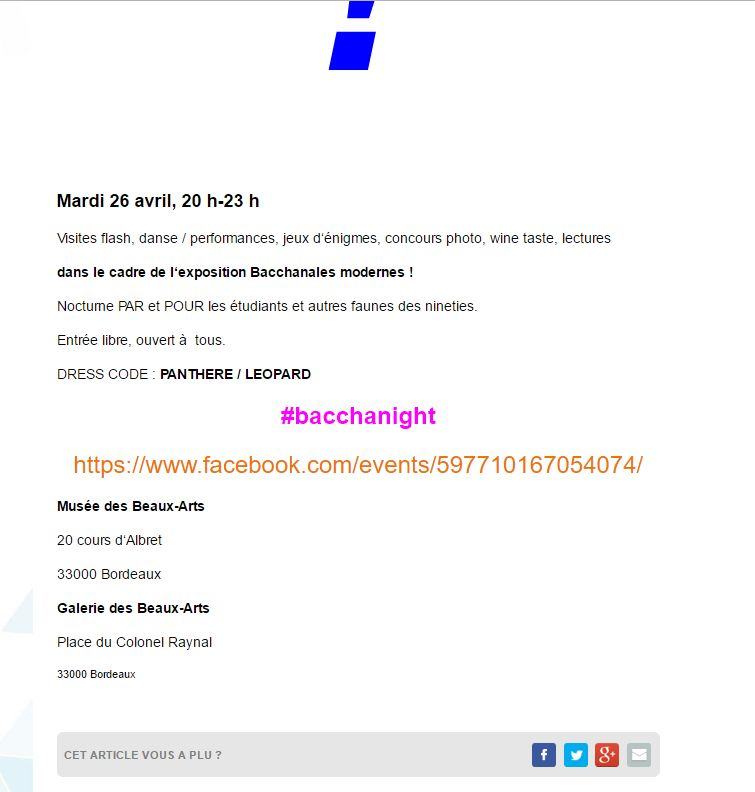 Mardi 26 avril, 20 h-23 h
Visites flash, danse / performances, jeux d‘énigmes, concours photo, wine taste, lectures
dans le cadre de l‘exposition Bacchanales modernes !
Nocturne PAR et POUR les étudiants et autres faunes des nineties.
Entrée libre, ouvert à  tous.
DRESS CODE : PANTHERE / LEOPARD
#bacchanight
https://www.facebook.com/events/597710167054074/
Musée des Beaux-Arts
20 cours d‘Albret
33000 Bordeaux
Galerie des Beaux-Arts
Place du Colonel Raynal
33000 Bordeaux
CET ARTICLE VOUS A PLU ?